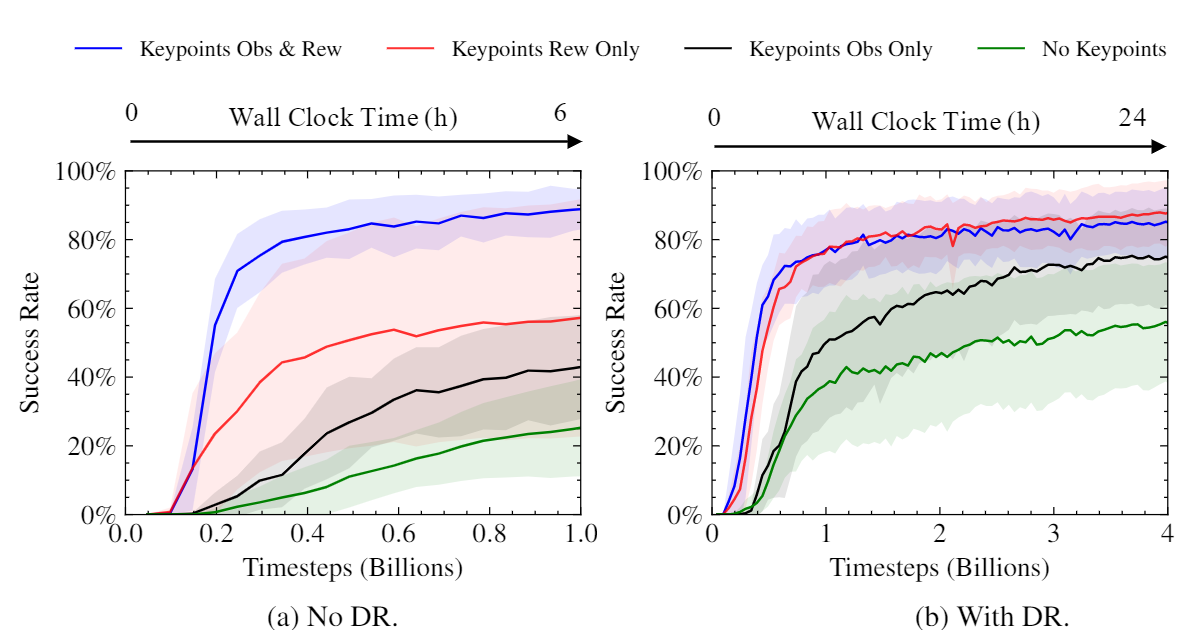 Keypoints Obs & Rew Keypoints Rew Only Keypoints Obs Only No Keypoints
0 Wall Clock Time (h) 6
100%
80%
60%
40%
20%
0%
Success Rate
0.0 0.2 0.4 0.6 0.8 1.0
Timesteps (Billions)
(a) No DR.
0 Wall Clock Time (h) 24
100%
80%
60%
40%
20%
0%
Success Rate
0 1 2 3 4
Timesteps (Billions)
(b) With DR.